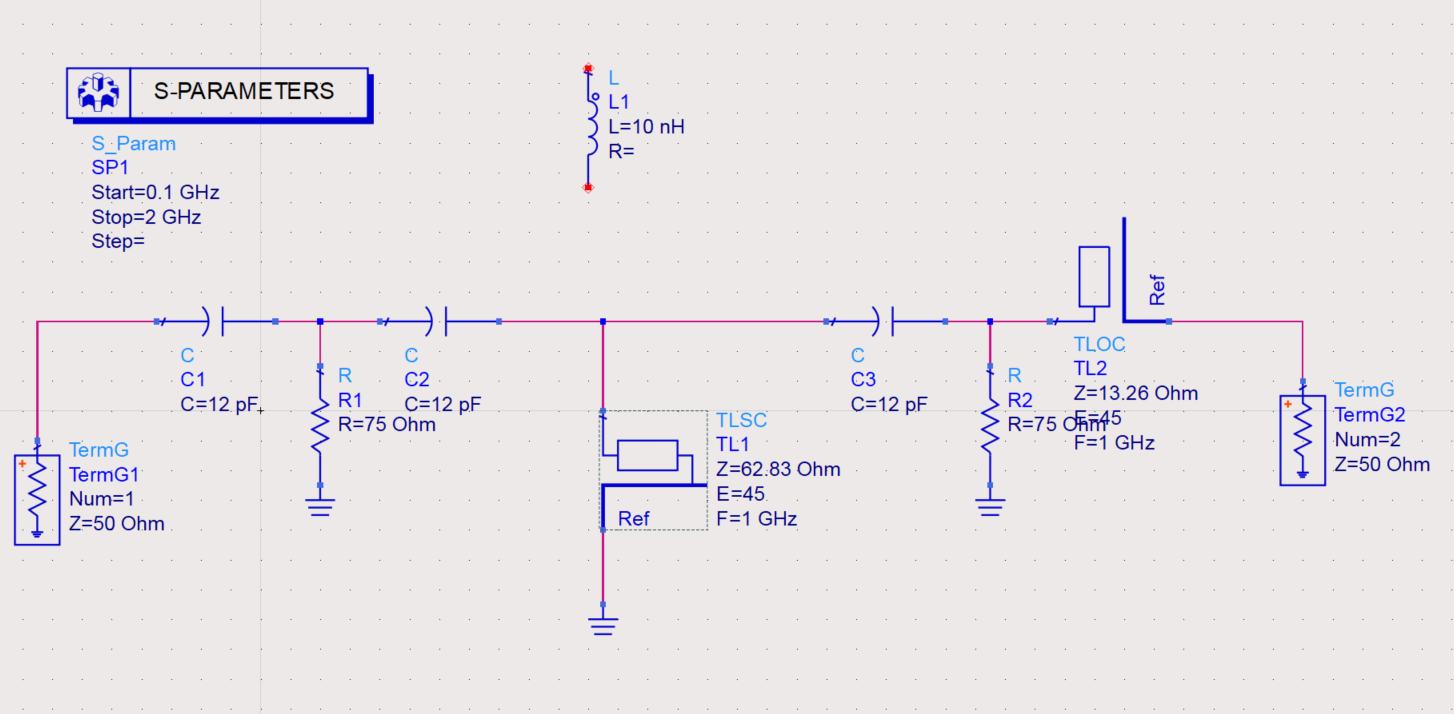 S-PARAMETERS
S_Param
SP1
Start=0.1 GHz
Stop=2 GHz
Step=
L
L1
L=10 nH
R=
C
C1
C=12 pF
R
R1
R=75 Ohm
C
C2
C=12 pF
C
C3
C=12 pF
R
R2
R=75 Ohm
Ref
TLOC
TL2
Z=13.26 Ohm
E=45
F=1 GHz
TermG
TermG1
Num=1
Z=50 Ohm
Ref
TLSC
TL1
Z=62.83 Ohm
E=45
F=1 GHz
TermG
TermG2
Num=2
Z=50 Ohm